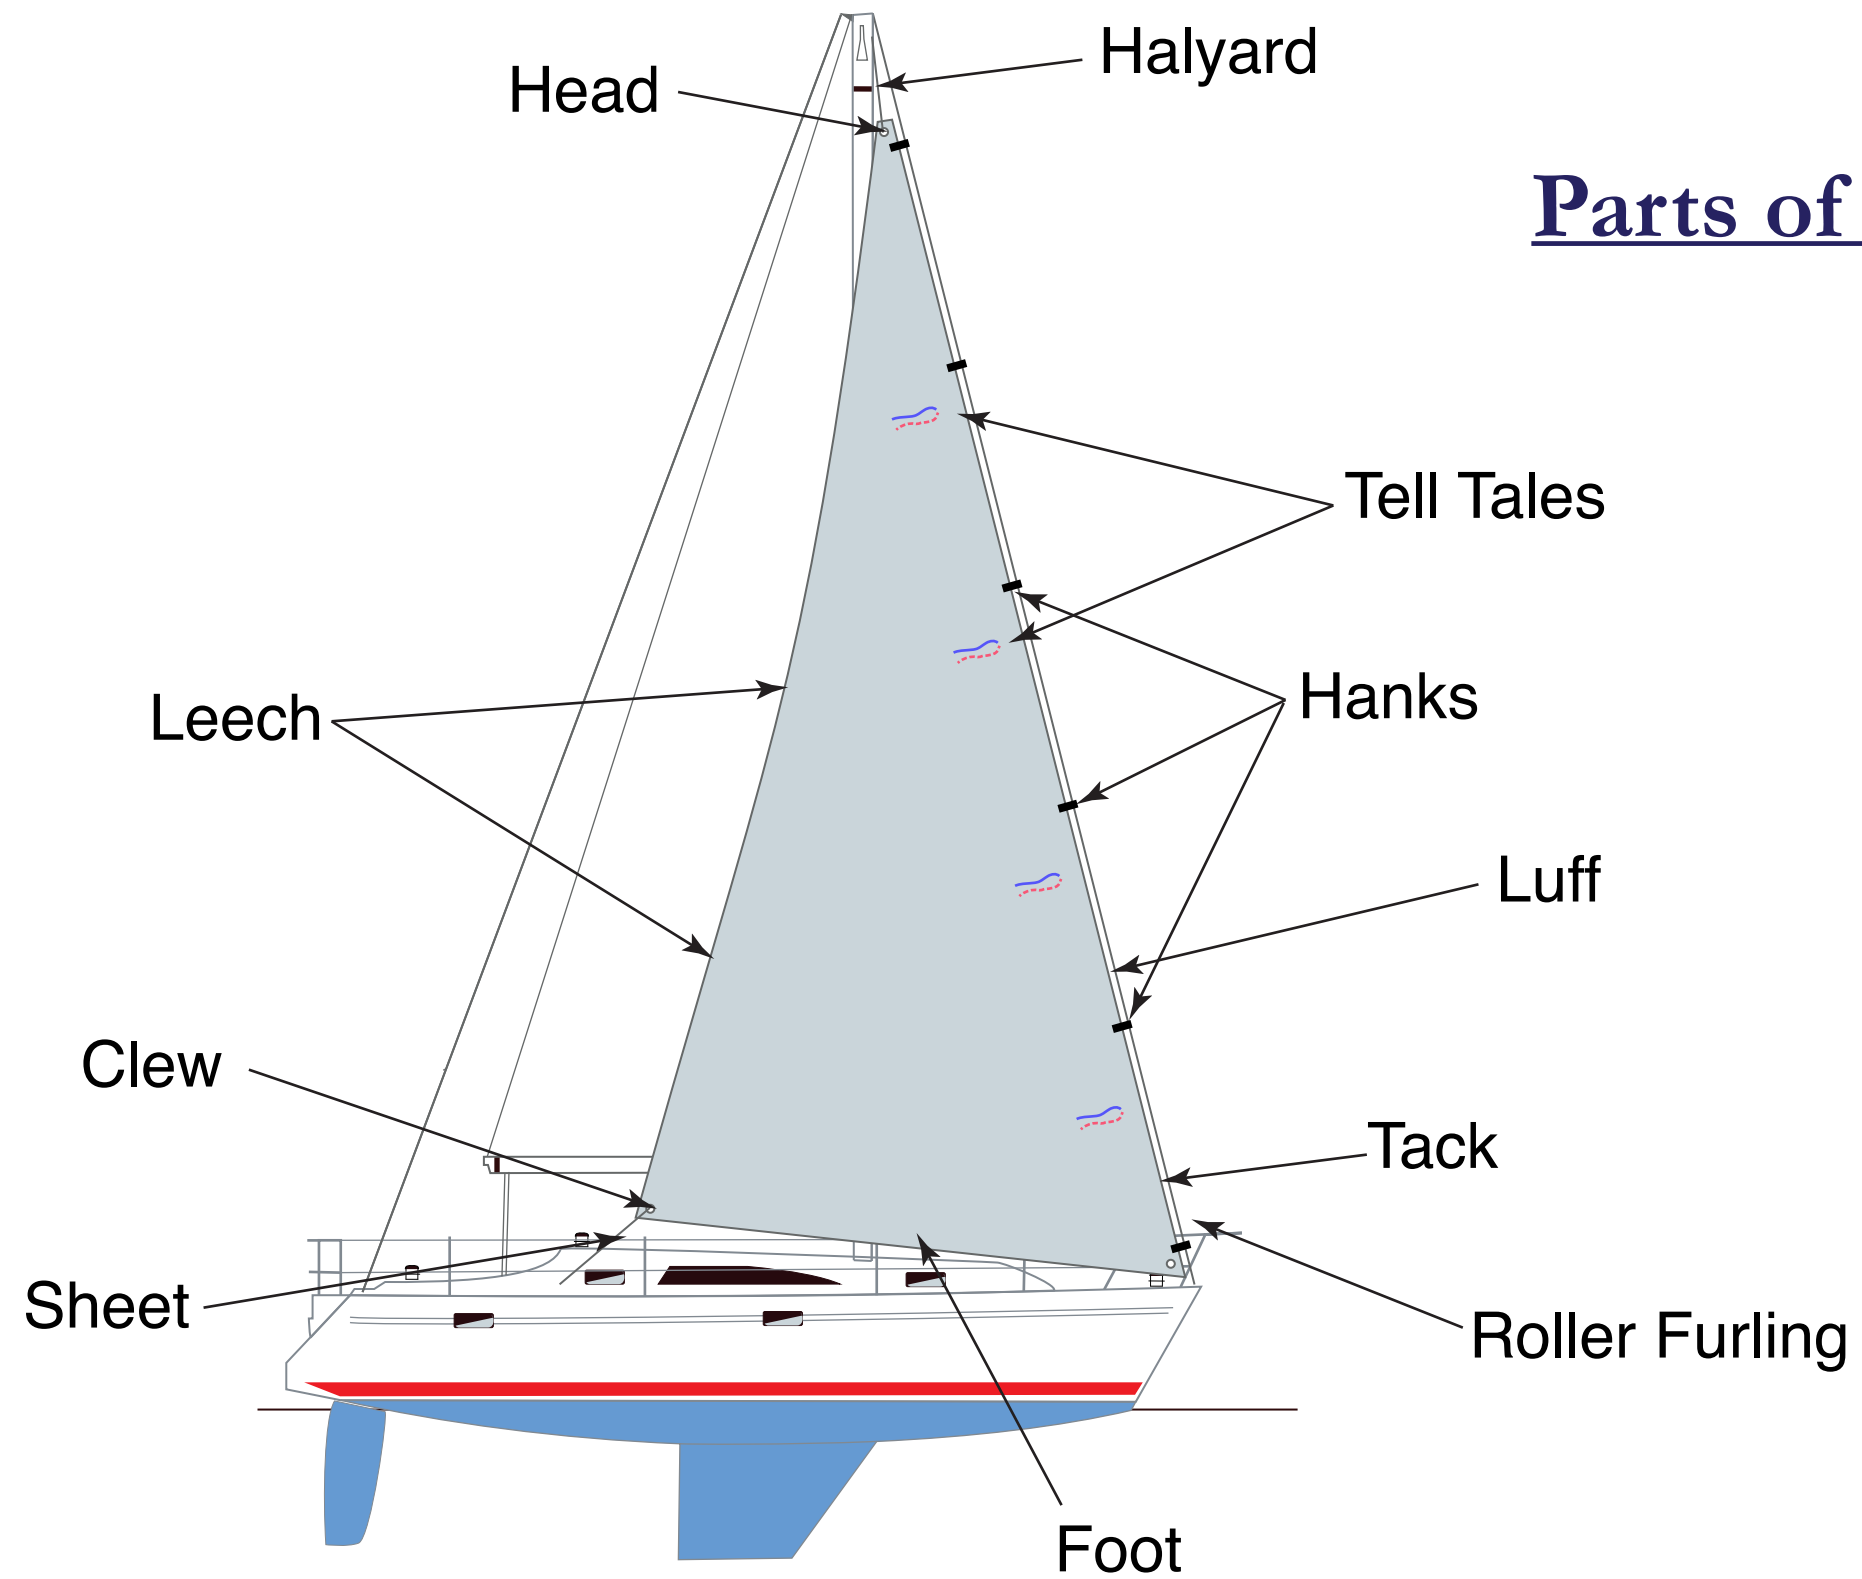 Halyard
Head
Parts of
Tell Tales
Hanks
Leech
Luff
Clew
Tack
Sheet
Roller Furling
Foot